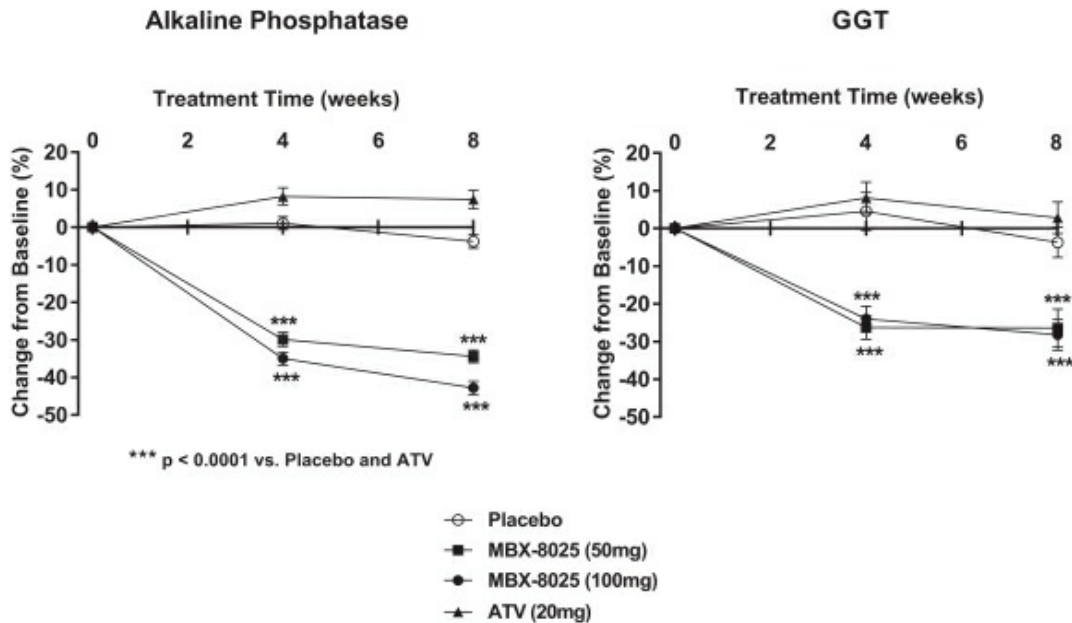 Alkaline Phosphatase
Treatment Time (weeks)
0 2 4 6 8
Change from Baseline (%)
20
10
0
-10
-20
-30
-40
-50
***
***
***
***
*** p < 0.0001 vs. Placebo and ATV
GGT
Treatment Time (weeks)
0 2 4 6 8
Change from Baseline (%)
20
10
0
-10
-20
-30
-40
-50
***
***
***
***
Placebo
MBX-8025 (50mg)
MBX-8025 (100mg)
ATV (20mg)